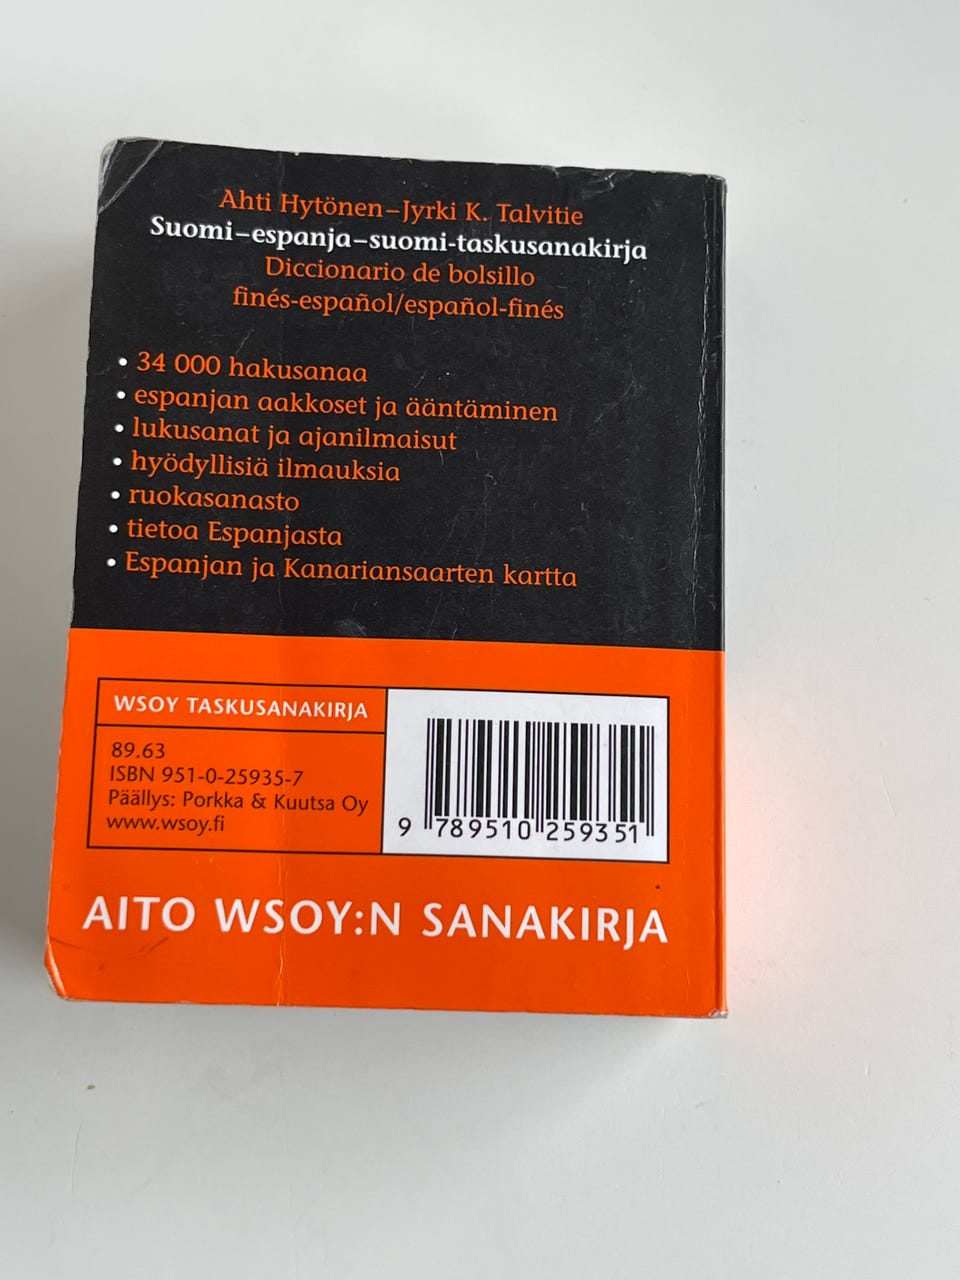 Ahti Hytönen–Jyrki K. Talvitie
Suomi–espanja–suomi-taskusanakirja
Diccionario de bolsillo
finés-español/español-finés
• 34 000 hakusanaa
• espanjan aakkoset ja ääntäminen
• lukusanat ja ajanilmaisut
• hyödyllisiä ilmauksia
• ruokasanasto
• tietoa Espanjasta
• Espanjan ja Kanariansaarten kartta
WSOY TASKUSANAKIRJA
89.63
ISBN 951-0-25935-7
Päällys: Porkka & Kuutsa Oy
www.wsoy.fi
9 789510 259351
AITO WSOY:N SANAKIRJA